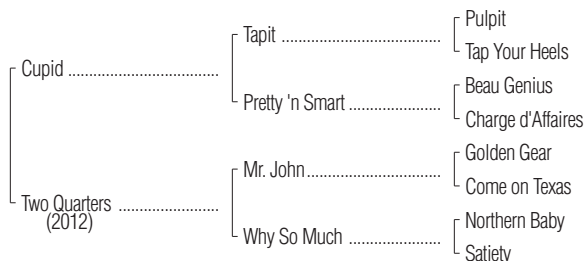 Pulpit
Tapit
Tap Your Heels
Cupid
Beau Genius
Pretty 'n Smart
Charge d'Affaires
Golden Gear
Mr. John
Come on Texas
Two Quarters
(2012)
Northern Baby
Why So Much
Satiety